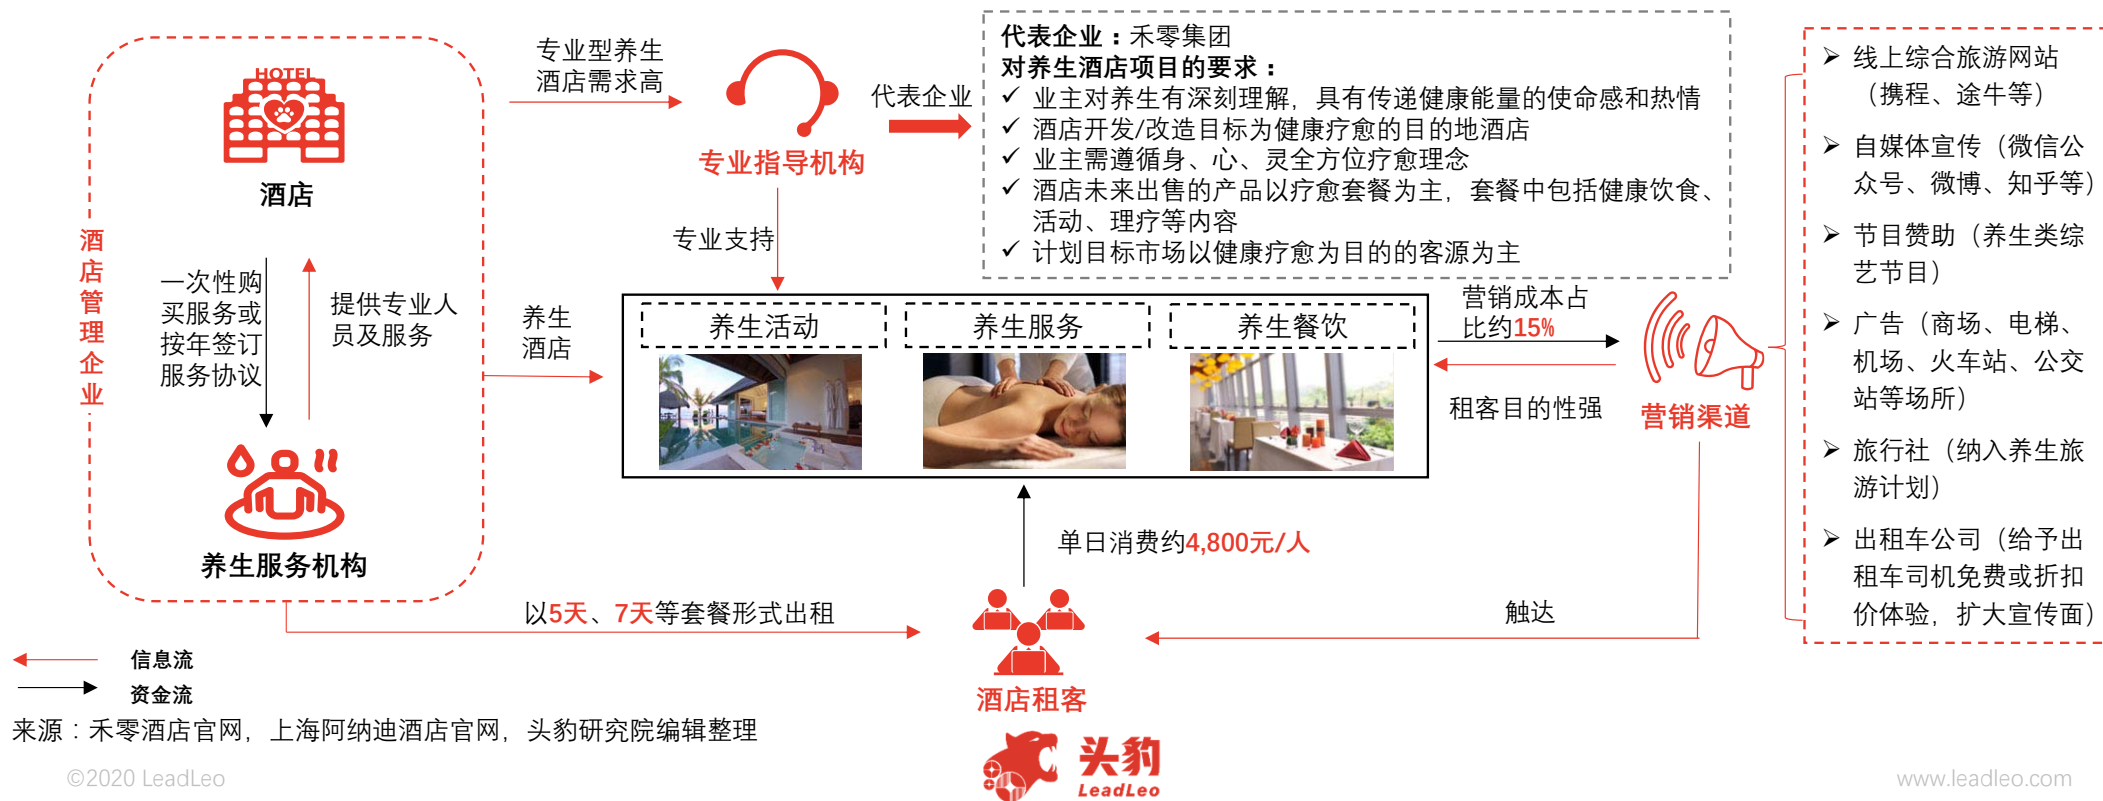 HOTEL
酒店
酒店管理企业
一次性购
买服务或
按年签订
服务协议
提供专业人
员及服务
养生服务机构
专业型养生
酒店需求高
专业指导机构
代表企业
代表企业：禾零集团
对养生酒店项目的要求：
✓ 业主对养生有深刻理解，具有传递健康能量的使命感和热情
✓ 酒店开发/改造目标为健康疗愈的目的地酒店
✓ 业主需遵循身、心、灵全方位疗愈理念
✓ 酒店未来出售的产品以疗愈套餐为主，套餐中包括健康饮食、
活动、理疗等内容
✓ 计划目标市场以健康疗愈为目的的客源为主
专业支持
养生
酒店
养生活动
养生服务
养生餐饮
营销成本占
比约15%
租客目的性强
营销渠道
➢ 线上综合旅游网站
（携程、途牛等）
➢ 自媒体宣传（微信公
众号、微博、知乎等）
➢ 节目赞助（养生类综
艺节目）
➢ 广告（商场、电梯、
机场、火车站、公交
站等场所）
➢ 旅行社（纳入养生旅
游计划）
➢ 出租车公司（给予出
租车司机免费或折扣
价体验，扩大宣传面）
单日消费约4,800元/人
以5天、7天等套餐形式出租
触达
酒店租客
信息流
资金流
来源：禾零酒店官网，上海阿纳迪酒店官网，头豹研究院编辑整理
©2020 LeadLeo
头豹
LeadLeo
www.leadleo.com